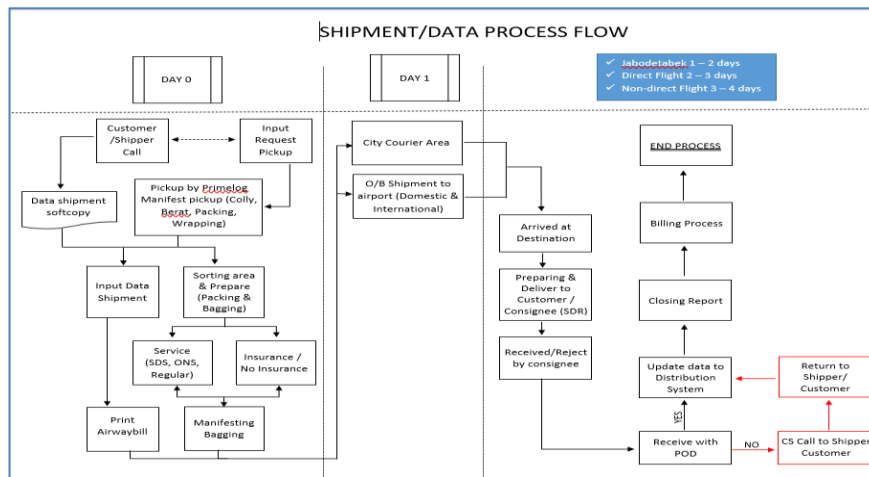 SHIPMENT/DATA PROCESS FLOW
DAY 0
DAY 1
✓ Jabodetabek 1 – 2 days
✓ Direct Flight 2 – 3 days
✓ Non-direct Flight 3 – 4 days
Customer
/Shipper
Call
Input
Request
Pickup
Data shipment
softcopy
Pickup by Primelog
Manifest pickup (Colly,
Berat, Packing,
Wrapping)
Input Data
Shipment
Sorting area
& Prepare
(Packing &
Bagging)
Service
(SDS, ONS,
Regular)
Insurance /
No Insurance
Print
Airwaybill
Manifesting
Bagging
City Courier Area
O/B Shipment to
airport (Domestic &
International)
Arrived at
Destination
Preparing &
Deliver to
Customer /
Consignee (SDR)
Received/Reject
by consignee
END PROCESS
Billing Process
Closing Report
Update data to
Distribution
System
Return to
Shipper/
Customer
YES
Receive with
POD
NO
CS Call to Shipper
Customer